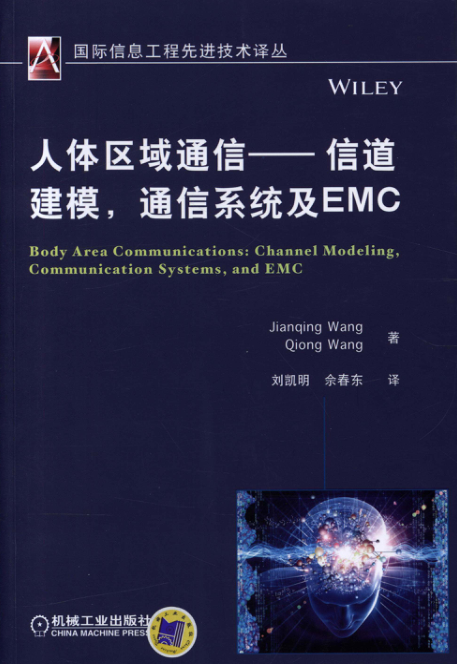 国际信息工程先进技术译丛
WILEY
人体区域通信——信道
建模，通信系统及EMC
Body Area Communications: Channel Modeling,
Communication Systems, and EMC
Jianqing Wang
Qiong Wang
著
刘凯明 余春东 译
机械工业出版社
CHINA MACHINE PRESS